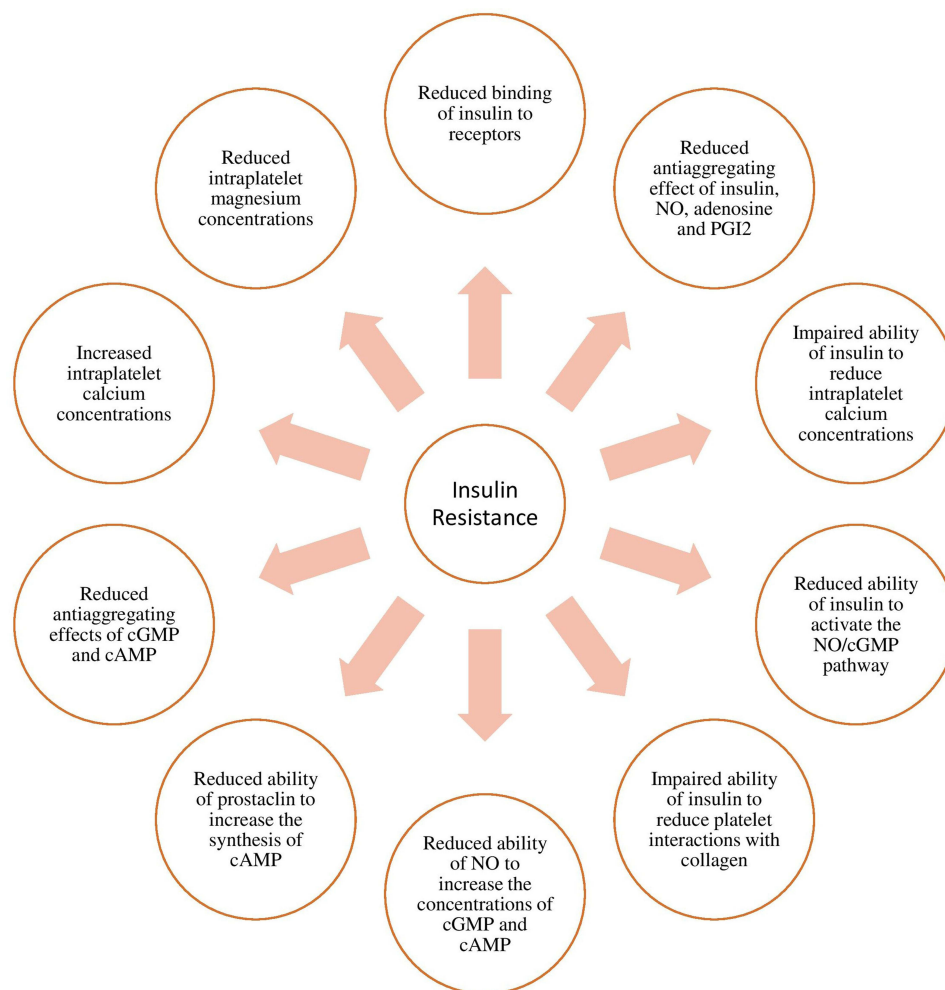 Reduced binding
of insulin to
receptors
Reduced
antiaggregating
effect of insulin,
NO, adenosine
and PGI2
Impaired ability
of insulin to
reduce
intraplatelet
calcium
concentrations
Reduced ability
of insulin to
activate the
NO/cGMP
pathway
Impaired ability
of insulin to
reduce platelet
interactions with
collagen
Reduced ability
of NO to
increase the
concentrations of
cGMP and
cAMP
Reduced ability
of prostaclin to
increase the
synthesis of
cAMP
Reduced
antiaggregating
effects of cGMP
and cAMP
Increased
intraplatelet
calcium
concentrations
Reduced
intraplatelet
magnesium
concentrations
Insulin
Resistance